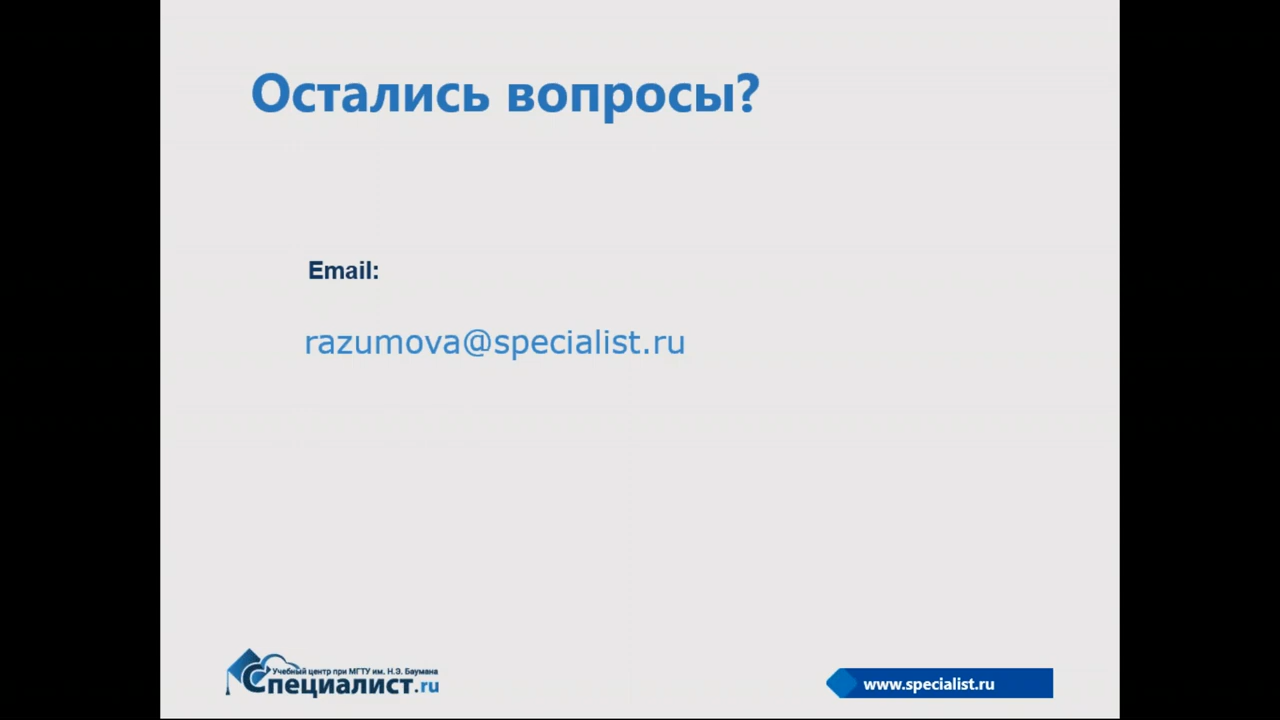 Остались вопросы?
Email:
razumova@specialist.ru
Учебный центр при МГТУ им. Н.Э. Баумана
Специалист.ru
www.specialist.ru